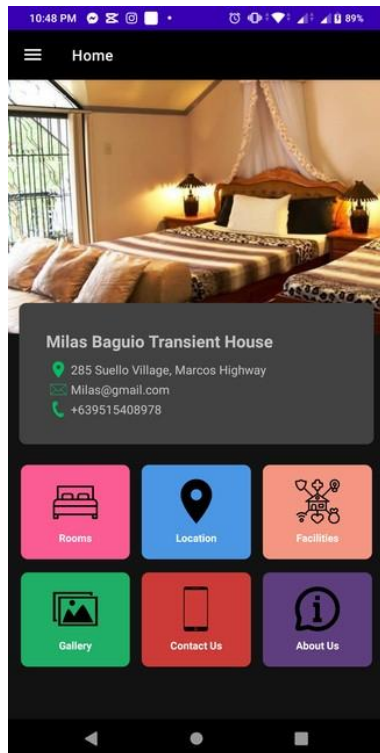 10:48 PM
89%
Home
Milas Baguio Transient House
285 Suello Village, Marcos Highway
Milas@gmail.com
+639515408978
Rooms
Location
Facilities
Gallery
Contact Us
About Us